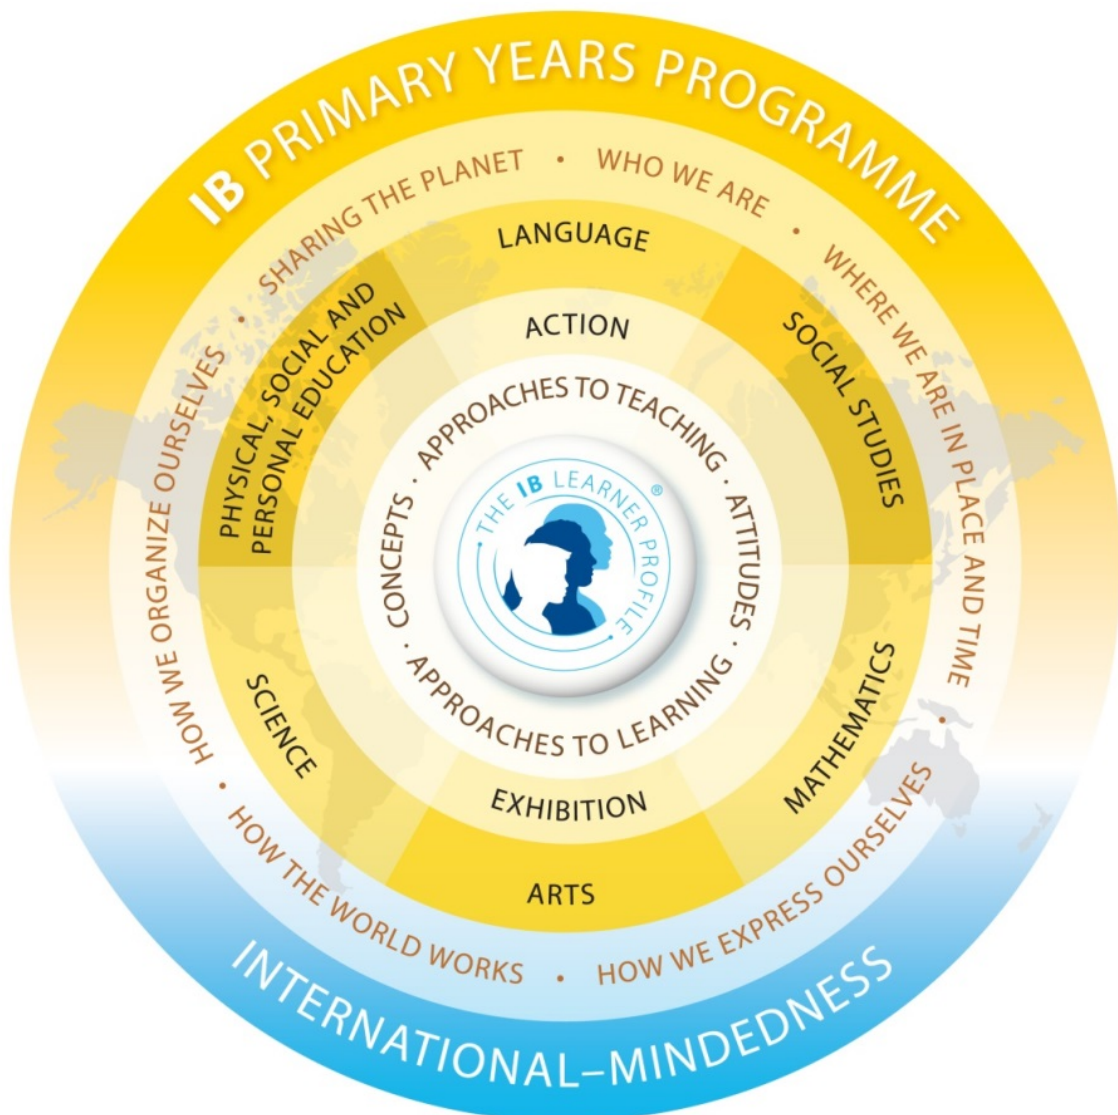 IB PRIMARY YEARS PROGRAMME
SHARING THE PLANET
•
WHO WE ARE
•
WHERE WE ARE IN PLACE AND TIME
•
HOW WE EXPRESS OURSELVES
•
HOW THE WORLD WORKS
•
HOW WE ORGANIZE OURSELVES
•
LANGUAGE
SOCIAL STUDIES
MATHEMATICS
ARTS
SCIENCE
PHYSICAL, SOCIAL AND
PERSONAL EDUCATION
ACTION
EXHIBITION
APPROACHES TO TEACHING · ATTITUDES · APPROACHES TO LEARNING · CONCEPTS ·
• THE IB LEARNER PROFILE •
®
INTERNATIONAL–MINDEDNESS